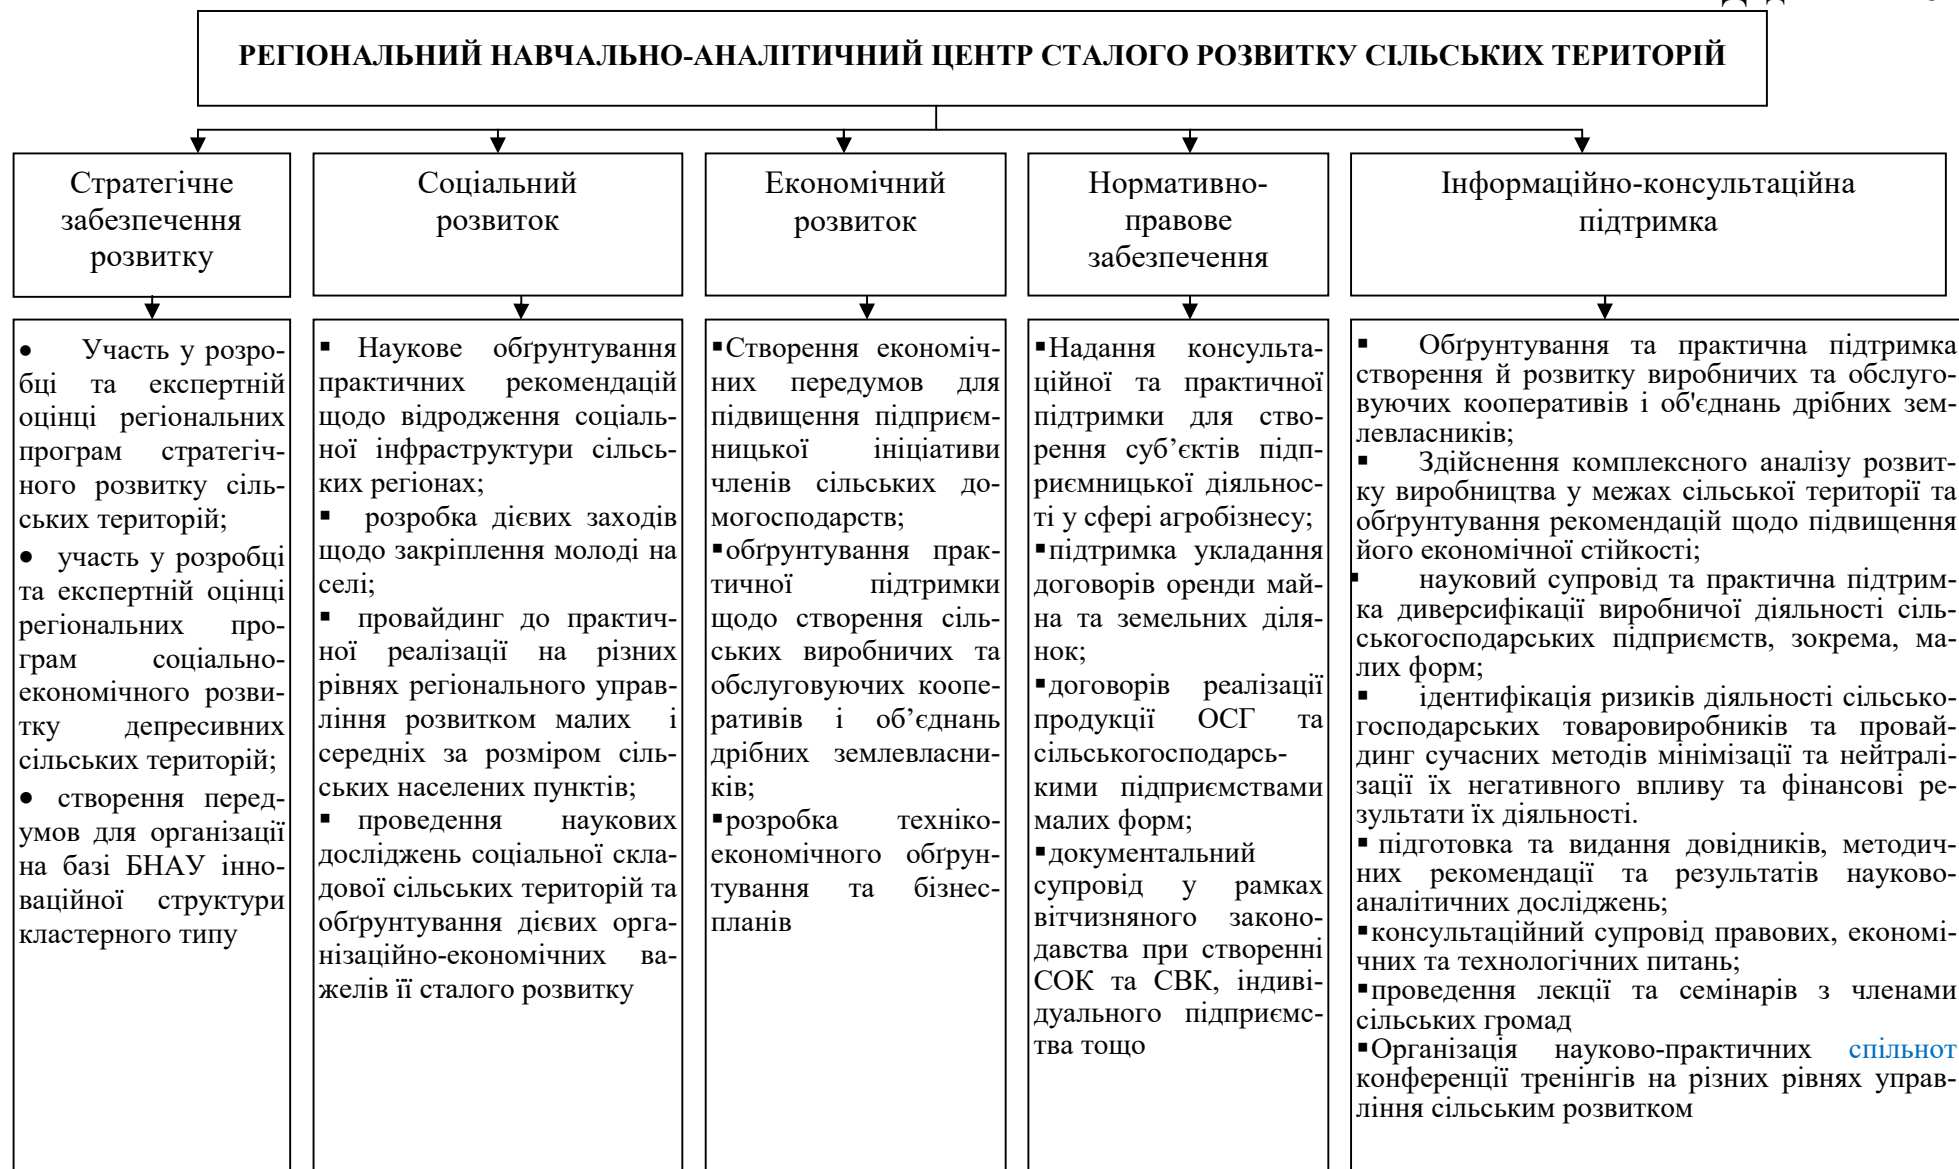 РЕГІОНАЛЬНИЙ НАВЧАЛЬНО-АНАЛІТИЧНИЙ ЦЕНТР СТАЛОГО РОЗВИТКУ СІЛЬСЬКИХ ТЕРИТОРІЙ
Стратегічне
забезпечення
розвитку
Соціальний
розвиток
Економічний
розвиток
Нормативно-
правове
забезпечення
Інформаційно-консультаційна
підтримка
• Участь у розро-
бці та експертній
оцінці регіональних
програм стратегіч-
ного розвитку сіль-
ських територій;
• участь у розробці
та експертній оцінці
регіональних про-
грам соціально-
економічного розви-
тку депресивних
сільських територій;
• створення перед-
умов для організації
на базі БНАУ інно-
ваційної структури
кластерного типу
▪ Наукове обґрунтування
практичних рекомендацій
щодо відродження соціаль-
ної інфраструктури сільсь-
ких регіонах;
▪ розробка дієвих заходів
щодо закріплення молоді на
селі;
▪ провайдинг до практич-
ної реалізації на різних
рівнях регіонального управ-
ління розвитком малих і
середніх за розміром сіль-
ських населених пунктів;
▪ проведення наукових
досліджень соціальної скла-
дової сільських територій та
обґрунтування дієвих орга-
нізаційно-економічних ва-
желів її сталого розвитку
▪Створення економіч-
них передумов для
підвищення підприєм-
ницької ініціативи
членів сільських до-
могосподарств;
▪обґрунтування прак-
тичної підтримки
щодо створення сіль-
ських виробничих та
обслуговуючих коопе-
ративів і об’єднань
дрібних землевласни-
ків;
▪розробка техніко-
економічного обґрун-
тування та бізнес-
планів
▪Надання консульта-
ційної та практичної
підтримки для ство-
рення суб’єктів підп-
риємницької діяльнос-
ті у сфері агробізнесу;
▪підтримка укладання
договорів оренди май-
на та земельних діля-
нок;
▪договорів реалізації
продукції ОСГ та
сільськогосподарсь-
кими підприємствами
малих форм;
▪документальний
супровід у рамках
вітчизняного законо-
давства при створенні
СОК та СВК, індиві-
дуального підприємс-
тва тощо
▪ Обґрунтування та практична підтримка
створення й розвитку виробничих та обслуго-
вуючих кооперативів і об'єднань дрібних зем-
левласників;
▪ Здійснення комплексного аналізу розвит-
ку виробництва у межах сільської території та
обґрунтування рекомендацій щодо підвищення
його економічної стійкості;
▪ науковий супровід та практична підтрим-
ка диверсифікації виробничої діяльності сіль-
ськогосподарських підприємств, зокрема, ма-
лих форм;
▪ ідентифікація ризиків діяльності сільсько-
господарських товаровиробників та провай-
динг сучасних методів мінімізації та нейтралі-
зації їх негативного впливу та фінансові ре-
зультати їх діяльності.
▪ підготовка та видання довідників, методич-
них рекомендації та результатів науково-
аналітичних досліджень;
▪консультаційний супровід правових, економі-
чних та технологічних питань;
▪проведення лекції та семінарів з членами
сільських громад
▪Організація науково-практичних спільнот
конференції тренінгів на різних рівнях управ-
ління сільським розвитком